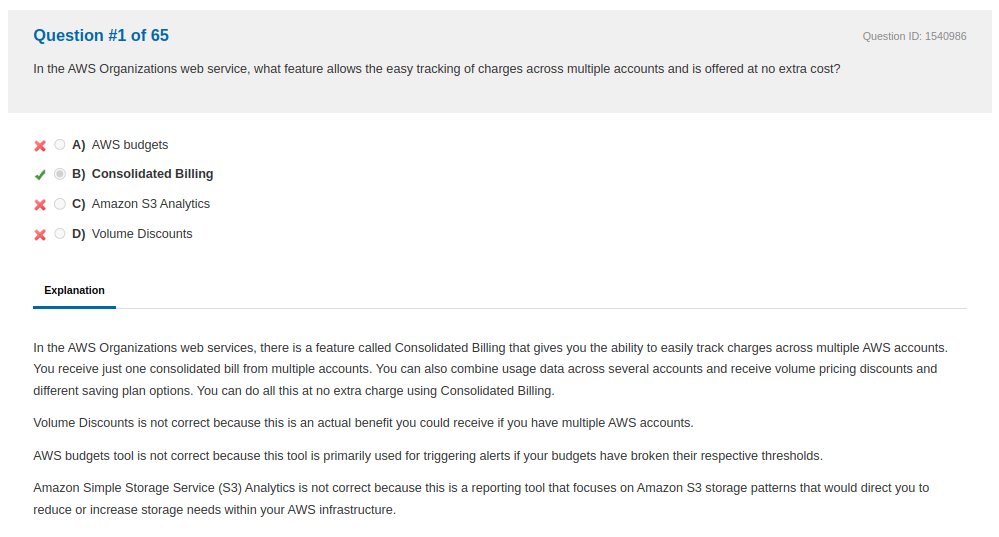 Question #1 of 65
Question ID: 1540986
In the AWS Organizations web service, what feature allows the easy tracking of charges across multiple accounts and is offered at no extra cost?
A) AWS budgets
B) Consolidated Billing
C) Amazon S3 Analytics
D) Volume Discounts
Explanation
In the AWS Organizations web services, there is a feature called Consolidated Billing that gives you the ability to easily track charges across multiple AWS accounts.
You receive just one consolidated bill from multiple accounts. You can also combine usage data across several accounts and receive volume pricing discounts and
different saving plan options. You can do all this at no extra charge using Consolidated Billing.
Volume Discounts is not correct because this is an actual benefit you could receive if you have multiple AWS accounts.
AWS budgets tool is not correct because this tool is primarily used for triggering alerts if your budgets have broken their respective thresholds.
Amazon Simple Storage Service (S3) Analytics is not correct because this is a reporting tool that focuses on Amazon S3 storage patterns that would direct you to
reduce or increase storage needs within your AWS infrastructure.